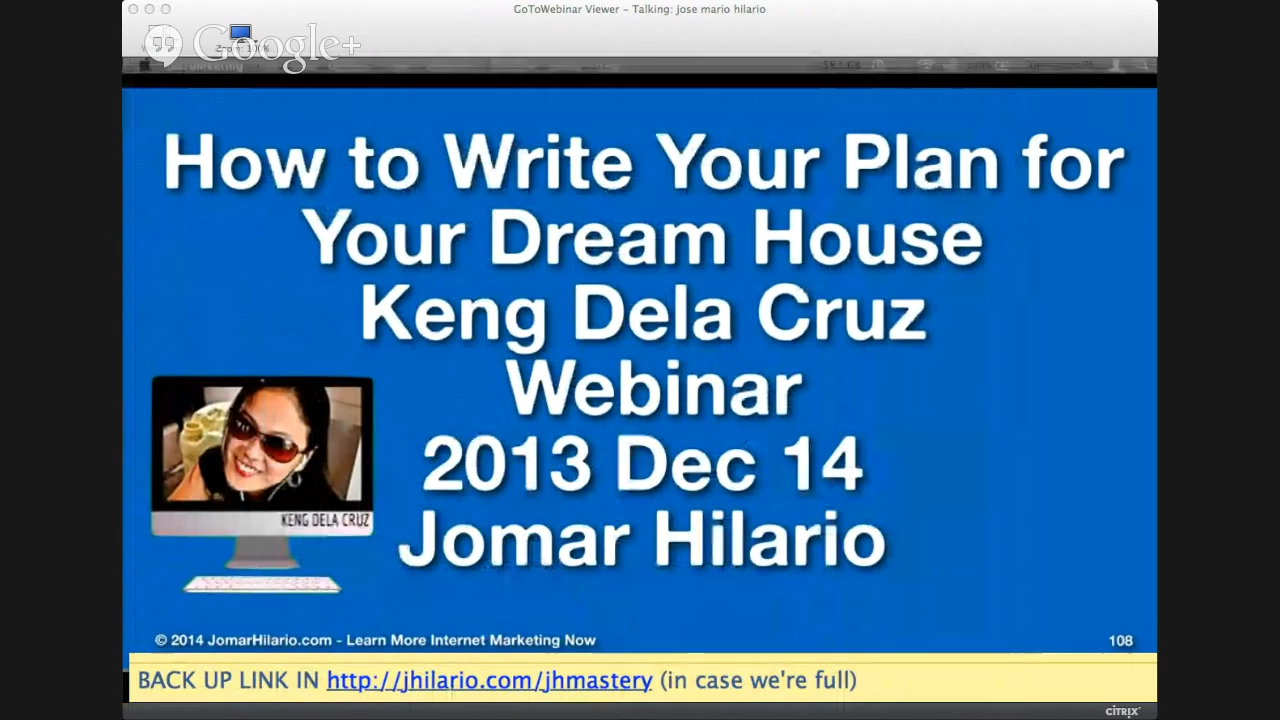 GoToWebinar Viewer - Talking: jose mario hilario
Google+
How to Write Your Plan for
Your Dream House
Keng Dela Cruz
Webinar
2013 Dec 14
Jomar Hilario
KENG DELA CRUZ
© 2014 JomarHilario.com - Learn More Internet Marketing Now
108
BACK UP LINK IN http://jhilario.com/jhmastery (in case we're full)
CITRIX